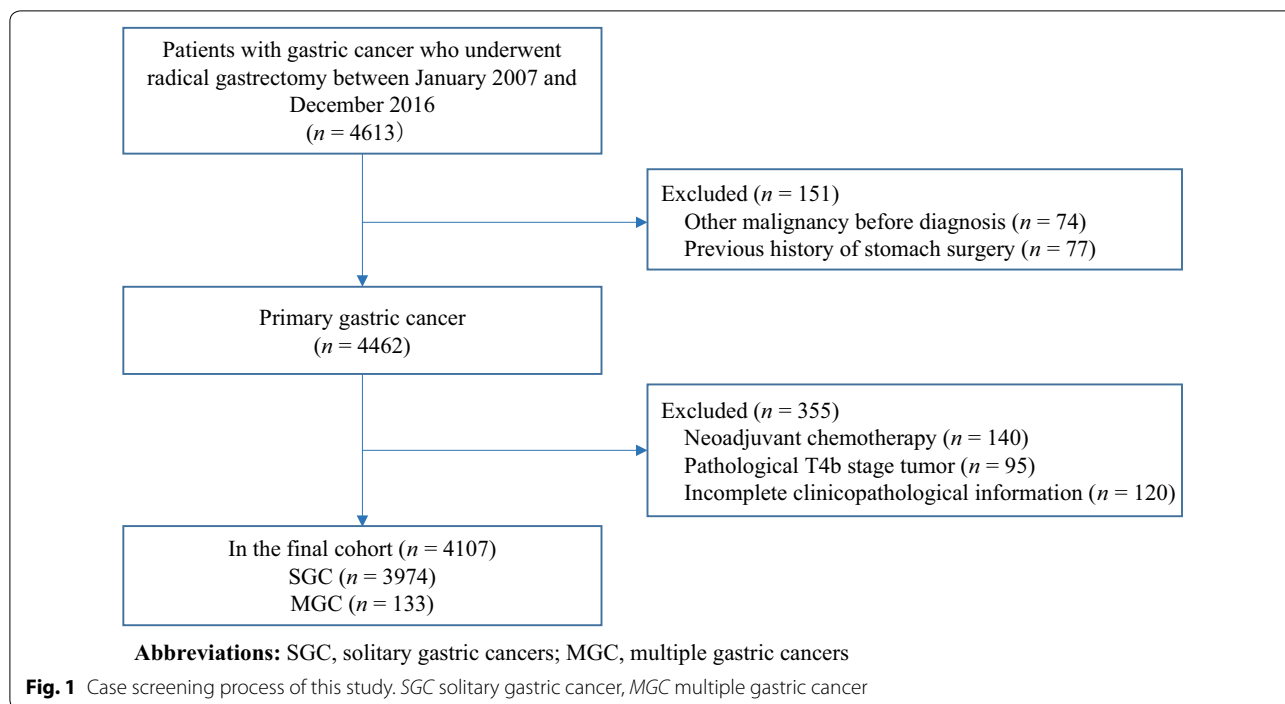 Patients with gastric cancer who underwent
radical gastrectomy between January 2007 and
December 2016
(n = 4613）
Excluded (n = 151)
Other malignancy before diagnosis (n = 74)
Previous history of stomach surgery (n = 77)
Primary gastric cancer
(n = 4462)
Excluded (n = 355)
Neoadjuvant chemotherapy (n = 140)
Pathological T4b stage tumor (n = 95)
Incomplete clinicopathological information (n = 120)
In the final cohort (n = 4107)
SGC (n = 3974)
MGC (n = 133)
Abbreviations: SGC, solitary gastric cancers; MGC, multiple gastric cancers
Fig. 1 Case screening process of this study. SGC solitary gastric cancer, MGC multiple gastric cancer